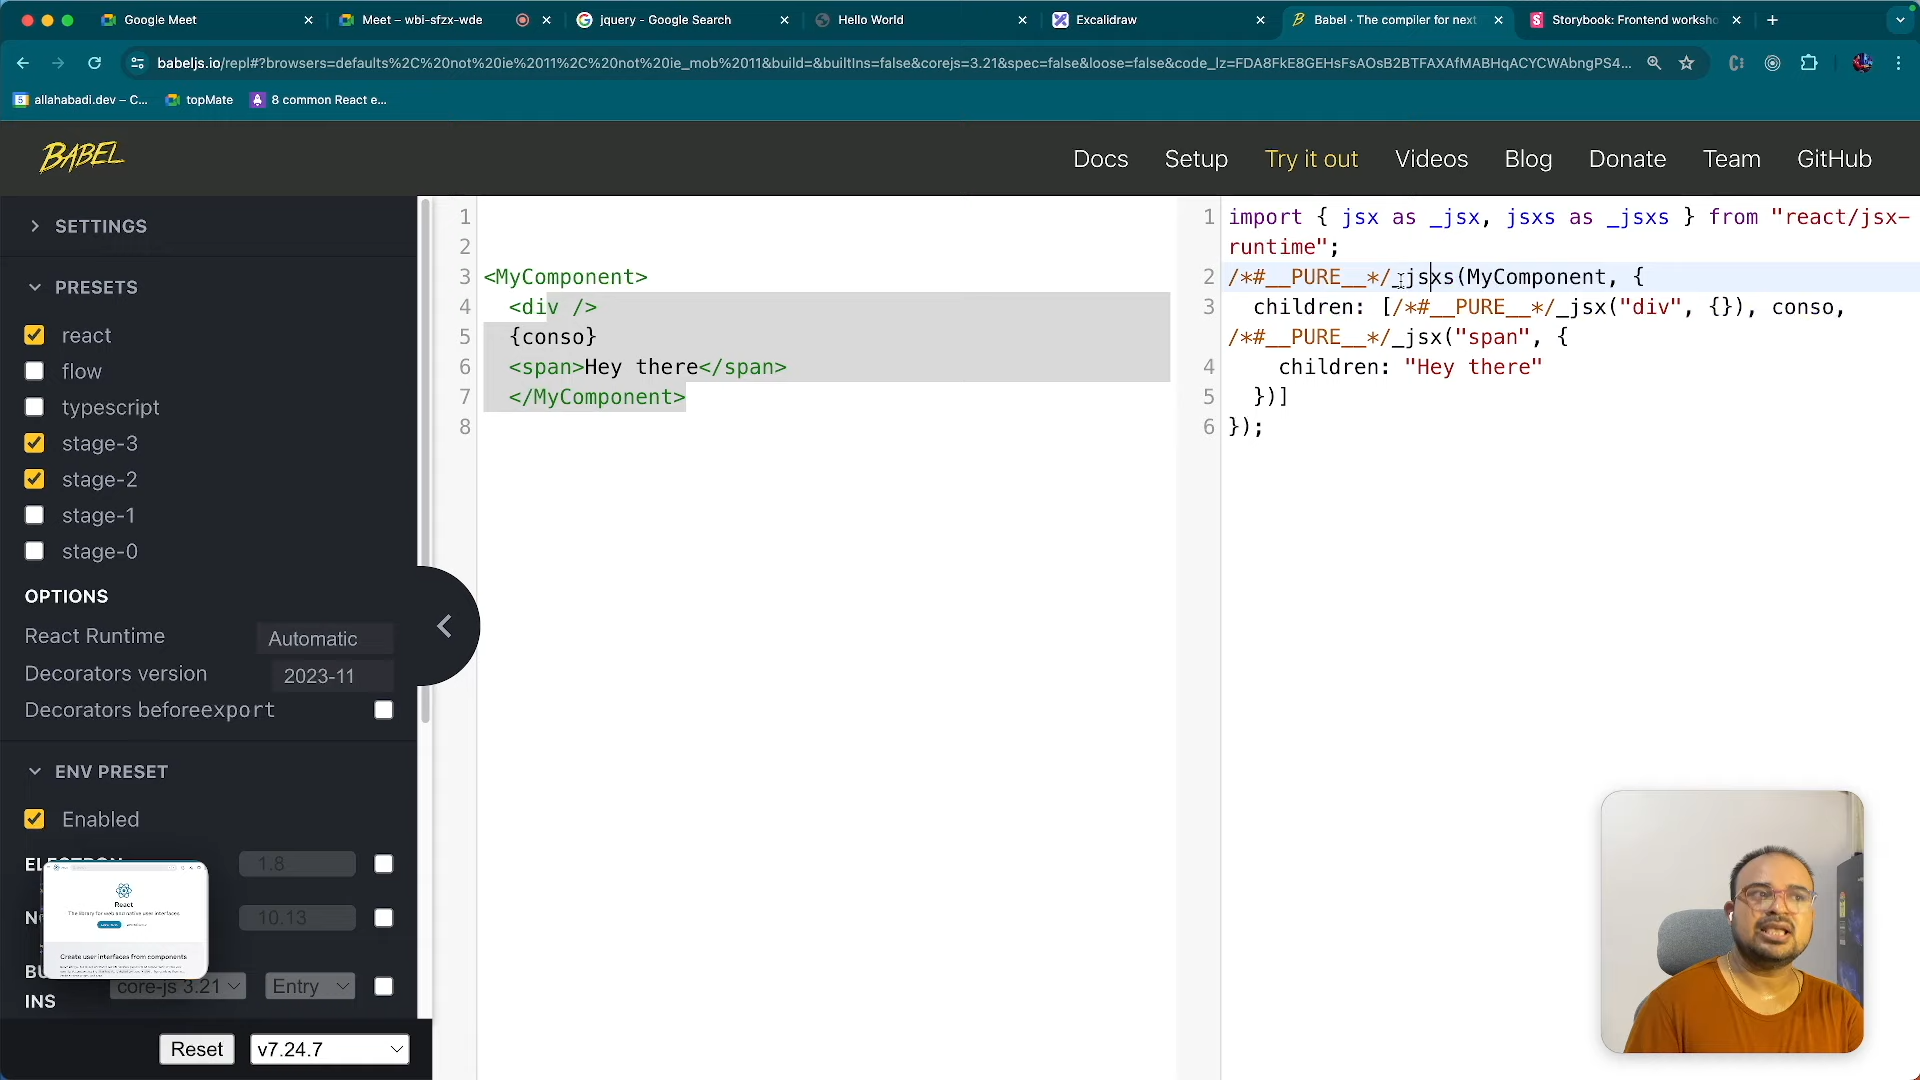 Google Meet
Meet – wbi-sfzx-wde
jquery - Google Search
Hello World
Excalidraw
Babel · The compiler for next
Storybook: Frontend worksho
babeljs.io/repl#?browsers=defaults%2C%20not%20ie%2011%2C%20not%20ie_mob%2011&build=&builtIns=false&corejs=3.21&spec=false&loose=false&code_lz=FDA8FkE8GEHsFsAOsB2BTFAXAfMABHqACYCWAbngPS4...
allahabadi.dev – C...
topMate
8 common React e...
BABEL
Docs
Setup
Try it out
Videos
Blog
Donate
Team
GitHub
SETTINGS
PRESETS
react
flow
typescript
stage-3
stage-2
stage-1
stage-0
OPTIONS
React Runtime
Automatic
Decorators version
2023-11
Decorators beforeexport
ENV PRESET
Enabled
1.8
10.13
INS
core-js 3.21
Entry
React
The library for web and native user interfaces
Create user interfaces from components
Reset
v7.24.7
1
2
3 <MyComponent>
4 <div />
5 {conso}
6 <span>Hey there</span>
7 </MyComponent>
8
1 import { jsx as _jsx, jsxs as _jsxs } from "react/jsx-
runtime";
2 /*#__PURE__*/_jsxs(MyComponent, {
3 children: [/*#__PURE__*/_jsx("div", {}), conso,
/*#__PURE__*/_jsx("span", {
4 children: "Hey there"
5 })]
6 });